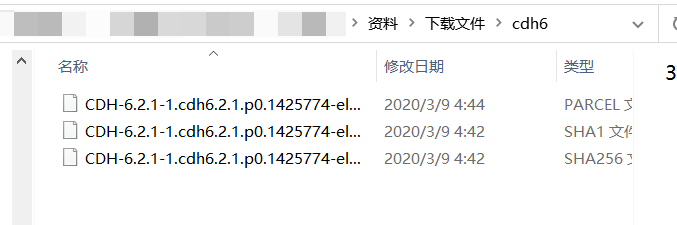 资料 > 下载文件 > cdh6
名称 修改日期 类型
3
CDH-6.2.1-1.cdh6.2.1.p0.1425774-el... 2020/3/9 4:44 PARCEL 文
CDH-6.2.1-1.cdh6.2.1.p0.1425774-el... 2020/3/9 4:42 SHA1 文件
CDH-6.2.1-1.cdh6.2.1.p0.1425774-el... 2020/3/9 4:42 SHA256 文